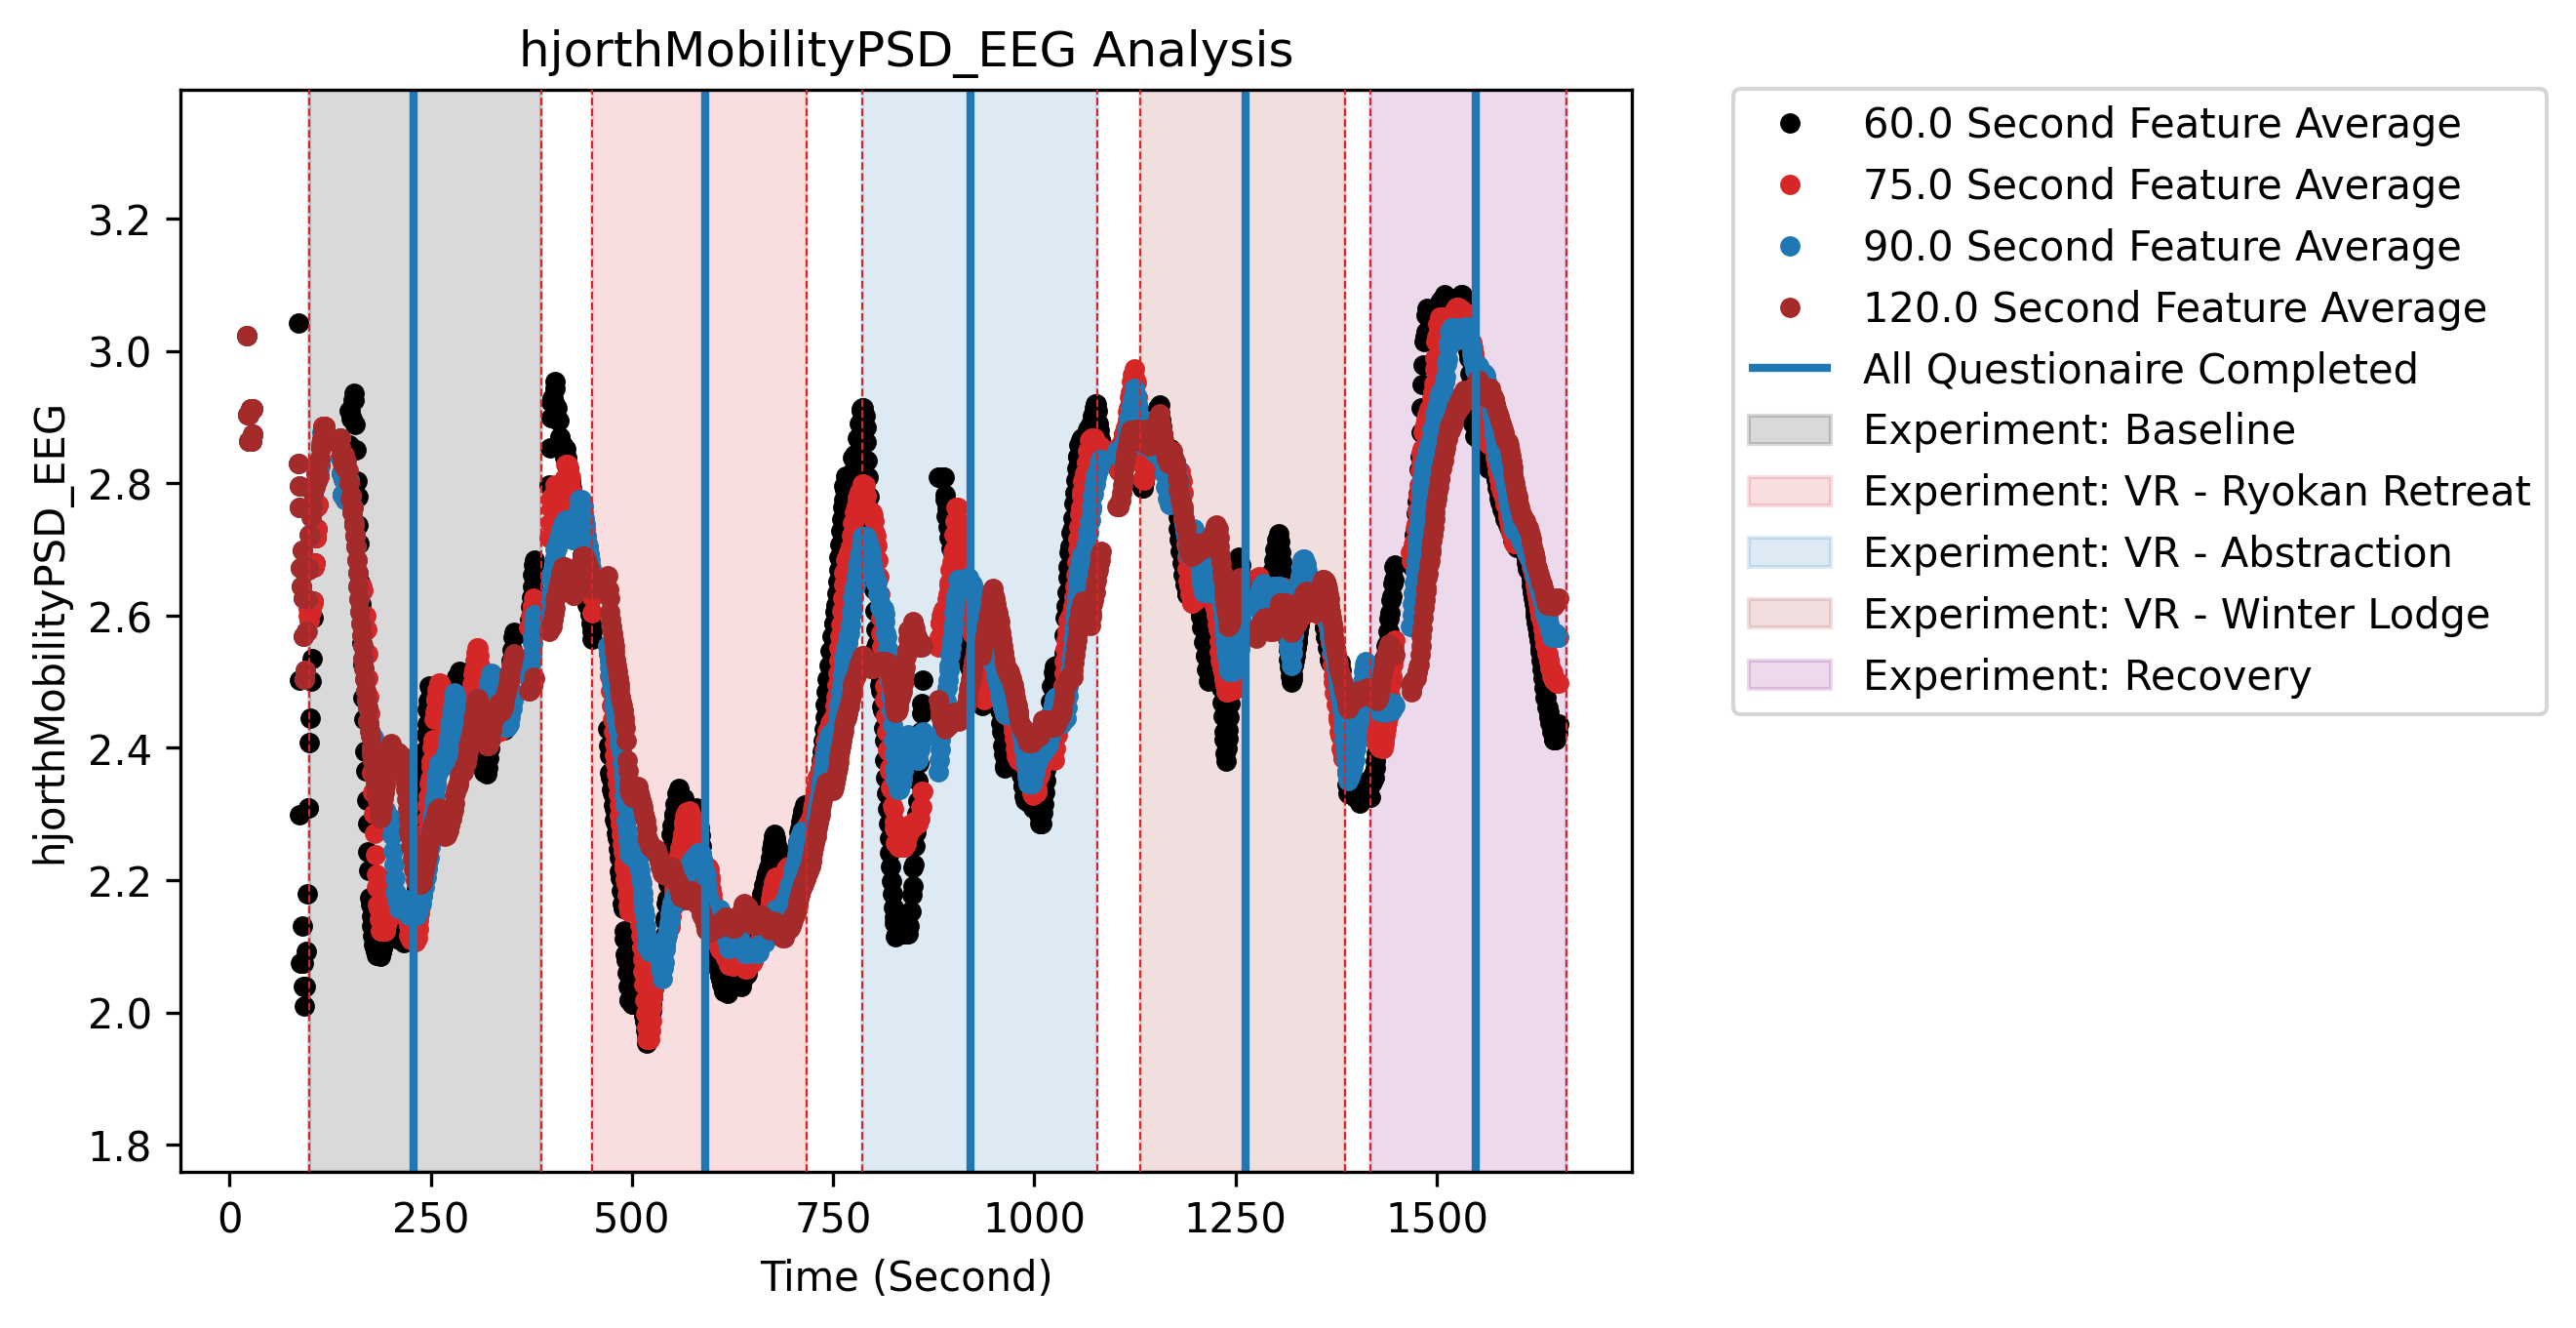 hjorthMobilityPSD_EEG Analysis
hjorthMobilityPSD_EEG
3.2
3.0
2.8
2.6
2.4
2.2
2.0
1.8
0 250 500 750 1000 1250 1500
Time (Second)
60.0 Second Feature Average
75.0 Second Feature Average
90.0 Second Feature Average
120.0 Second Feature Average
All Questionaire Completed
Experiment: Baseline
Experiment: VR - Ryokan Retreat
Experiment: VR - Abstraction
Experiment: VR - Winter Lodge
Experiment: Recovery